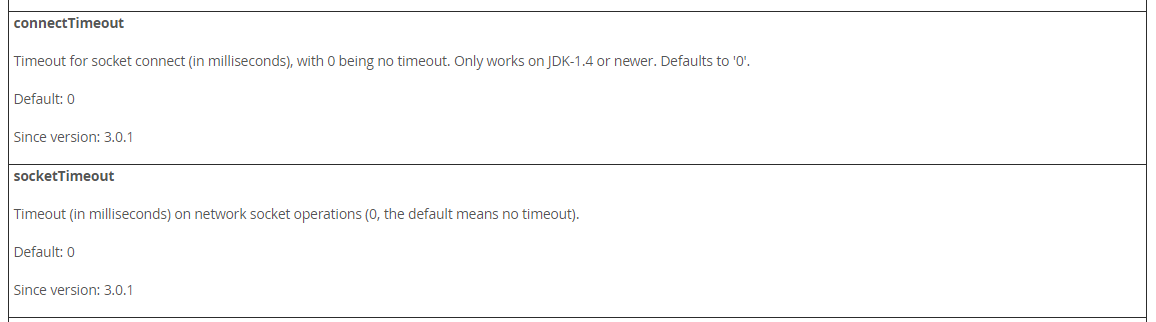 connectTimeout
Timeout for socket connect (in milliseconds), with 0 being no timeout. Only works on JDK-1.4 or newer. Defaults to '0'.
Default: 0
Since version: 3.0.1
socketTimeout
Timeout (in milliseconds) on network socket operations (0, the default means no timeout).
Default: 0
Since version: 3.0.1